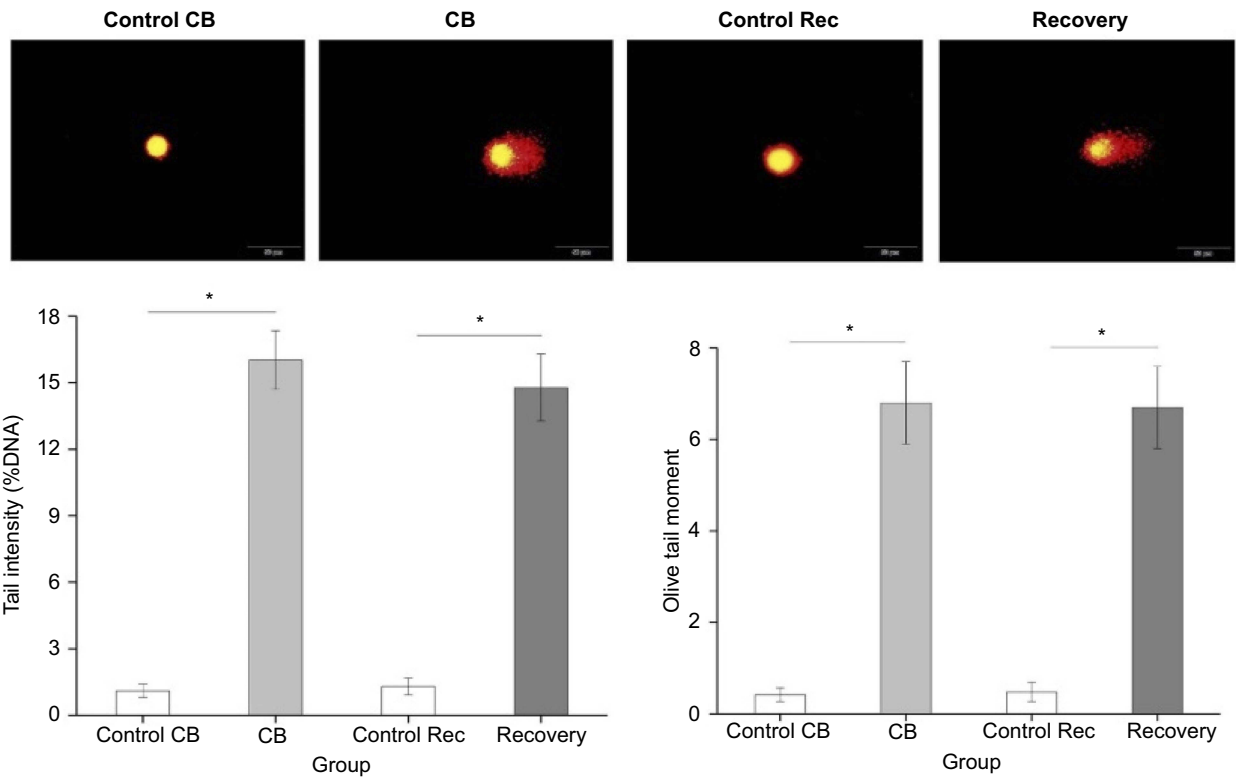 Control CB
CB
Control Rec
Recovery
*
*
18
15
12
9
6
3
0
Tail intensity (%DNA)
Control CB
CB
Control Rec
Recovery
Group
*
*
8
6
4
2
0
Olive tail moment
Control CB
CB
Control Rec
Recovery
Group